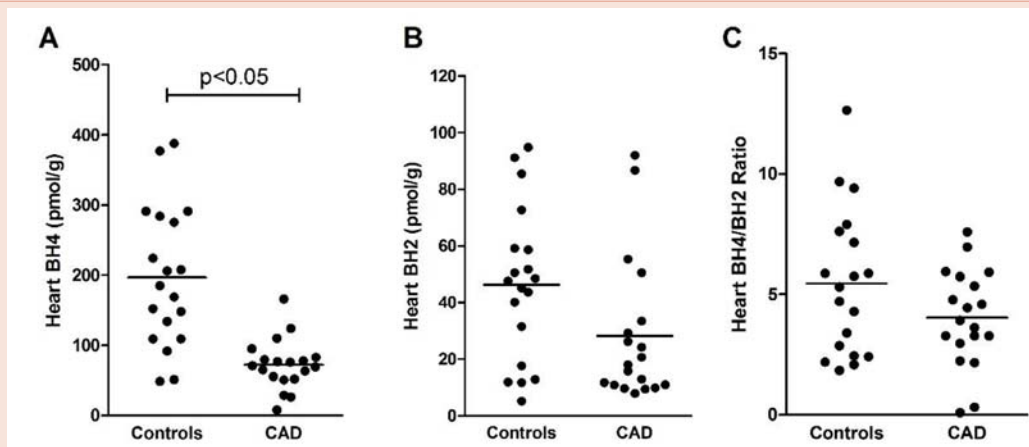 A
p<0.05
Heart BH4 (pmol/g)
500
400
300
200
100
0
Controls CAD
B
Heart BH2 (pmol/g)
120
100
80
60
40
20
0
Controls CAD
C
Heart BH4/BH2 Ratio
15
10
5
0
Controls CAD